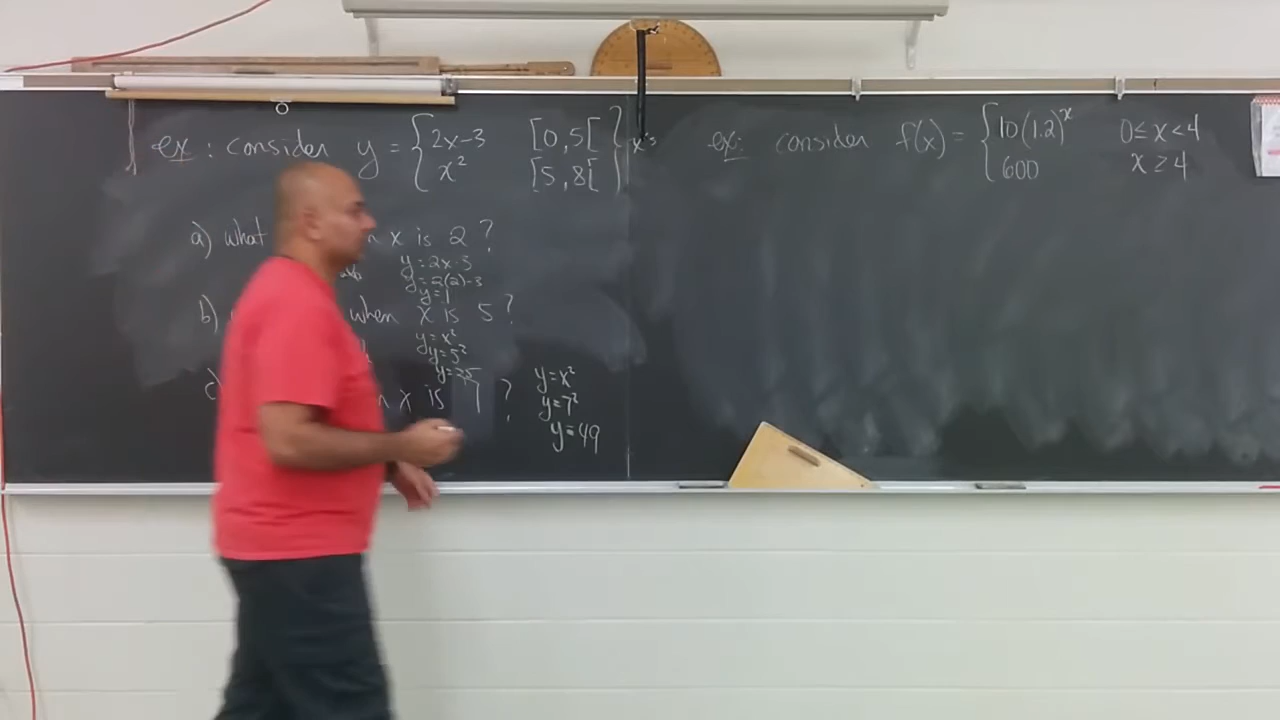 ex: consider y = { 2x-3 [0,5[ } x's
x² [5,8[
a) what x is 2?
y=2x-3
y=2(2)-3
y=1
b) when x is 5?
y=x²
y=5²
y=25
c) x is 7?
y=x²
y=7²
y=49
ex: consider f(x) = { 10(1.2)ˣ 0≤x<4
600 x≥4